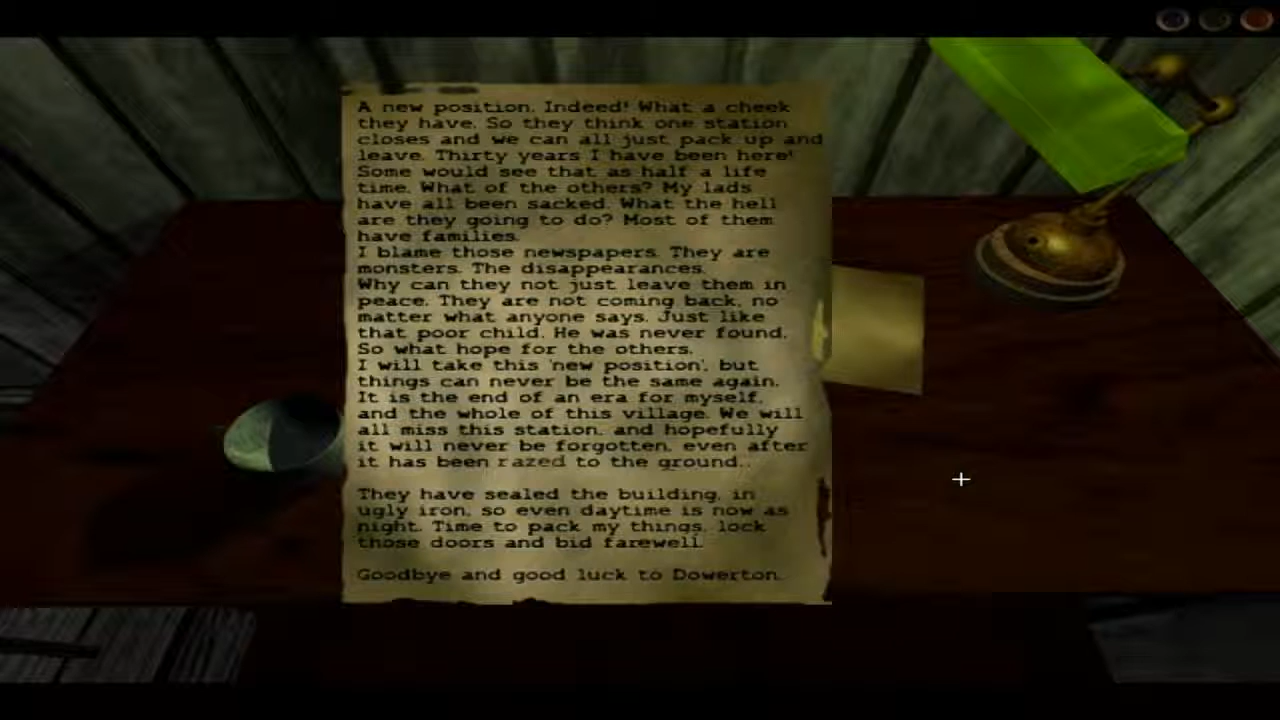 A new position. Indeed! What a cheek
they have. So they think one station
closes and we can all just pack up and
leave. Thirty years I have been here!
Some would see that as half a life
time. What of the others? My lads
have all been sacked. What the hell
are they going to do? Most of them
have families.
I blame those newspapers. They are
monsters. The disappearances.
Why can they not just leave them in
peace. They are not coming back, no
matter what anyone says. Just like
that poor child. He was never found.
So what hope for the others.
I will take this 'new position', but
things can never be the same again.
It is the end of an era for myself,
and the whole of this village. We will
all miss this station, and hopefully
it will never be forgotten, even after
it has been razed to the ground..
They have sealed the building, in
ugly iron, so even daytime is now as
night. Time to pack my things, lock
those doors and bid farewell.
Goodbye and good luck to Dowerton.